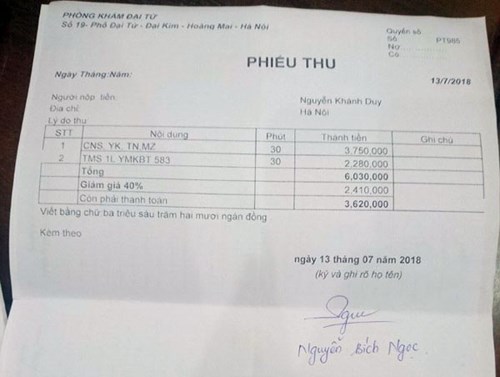 PHÒNG KHÁM ĐẠI TỪ
Số 19- Phố Đại Từ - Đại Kim - Hoàng Mai - Hà Nội
Quyển số
Số PT985
Nợ
Có
PHIẾU THU
Ngày Tháng:Năm: 13/7/2018
Người nộp tiền: Nguyễn Khánh Duy
Địa chỉ: Hà Nội
Lý do thu
STT Nội dung Phút Thành tiền Ghi chú
1 CNS. YK. TN,MZ 30 3,750,000
2 TMS 1L YMKBT 583 30 2,280,000
Tổng 6,030,000
Giảm giá 40% 2,410,000
Còn phải thanh toán 3,620,000
Viết bằng chữ ba triệu sáu trăm hai mươi ngàn đồng
Kèm theo
ngày 13 tháng 07 năm 2018
(ký và ghi rõ họ tên)
Nguyễn Bích Ngọc